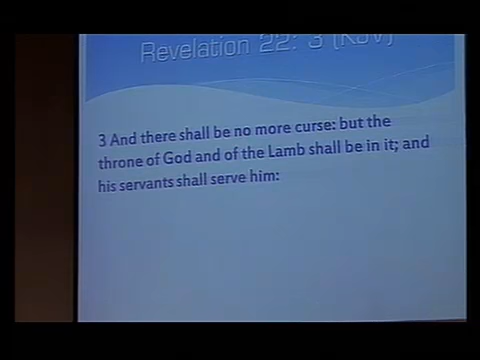 Revelation 22: 3 (KJV)
3 And there shall be no more curse: but the
throne of God and of the Lamb shall be in it; and
his servants shall serve him: